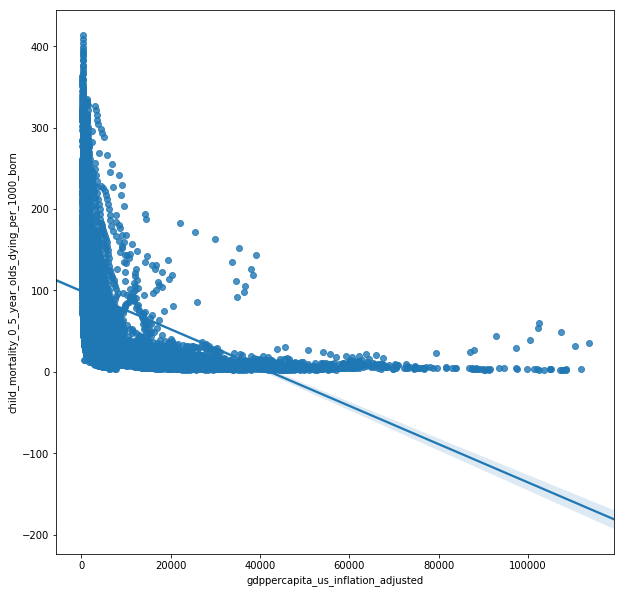 400
300
200
100
0
−100
−200
child_mortality_0_5_year_olds_dying_per_1000_born
0 20000 40000 60000 80000 100000
gdppercapita_us_inflation_adjusted